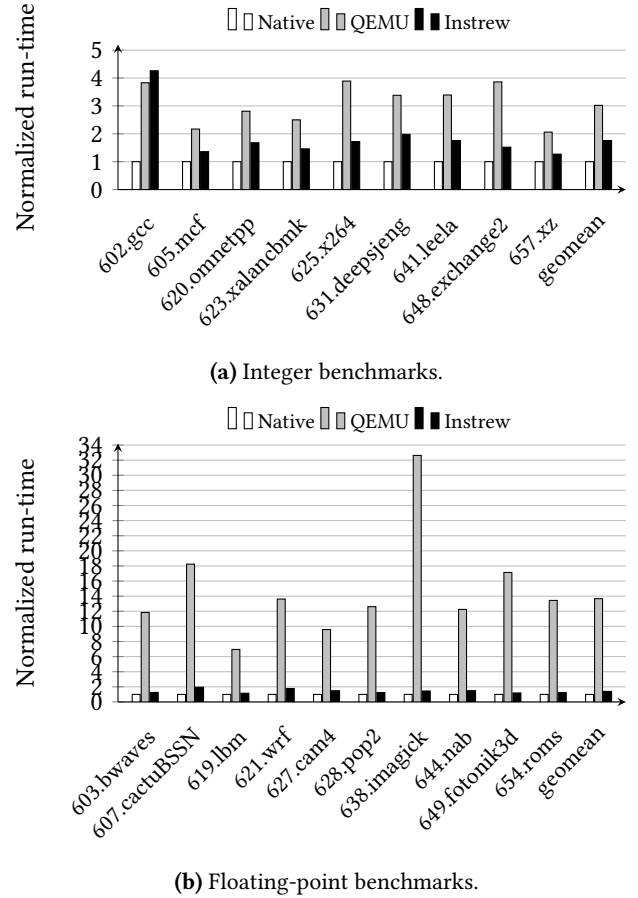 Native QEMU Instrew
Normalized run-time
5
4
3
2
1
0
602.gcc
605.mcf
620.omnetpp
623.xalancbmk
625.x264
631.deepsjeng
641.leela
648.exchange2
657.xz
geomean
(a) Integer benchmarks.
Native QEMU Instrew
Normalized run-time
34
32
30
28
26
24
22
20
18
16
14
12
10
8
6
4
2
0
603.bwaves
607.cactuBSSN
619.lbm
621.wrf
627.cam4
628.pop2
638.imagick
644.nab
649.fotonik3d
654.roms
geomean
(b) Floating-point benchmarks.